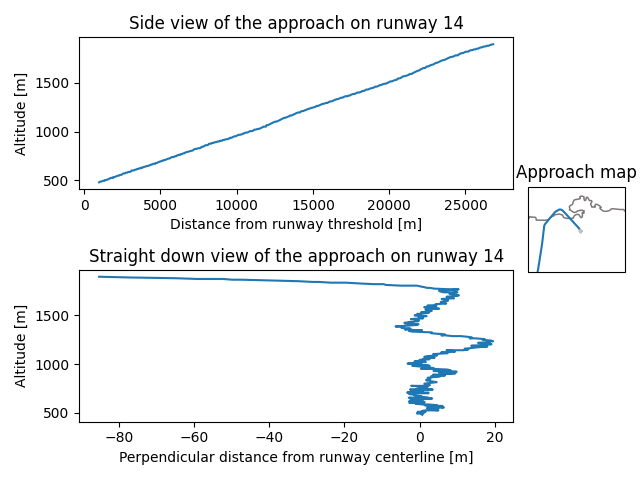 Side view of the approach on runway 14
Altitude [m]
1500
1000
500
0 5000 10000 15000 20000 25000
Distance from runway threshold [m]
Approach map
Straight down view of the approach on runway 14
Altitude [m]
1500
1000
500
−80 −60 −40 −20 0 20
Perpendicular distance from runway centerline [m]